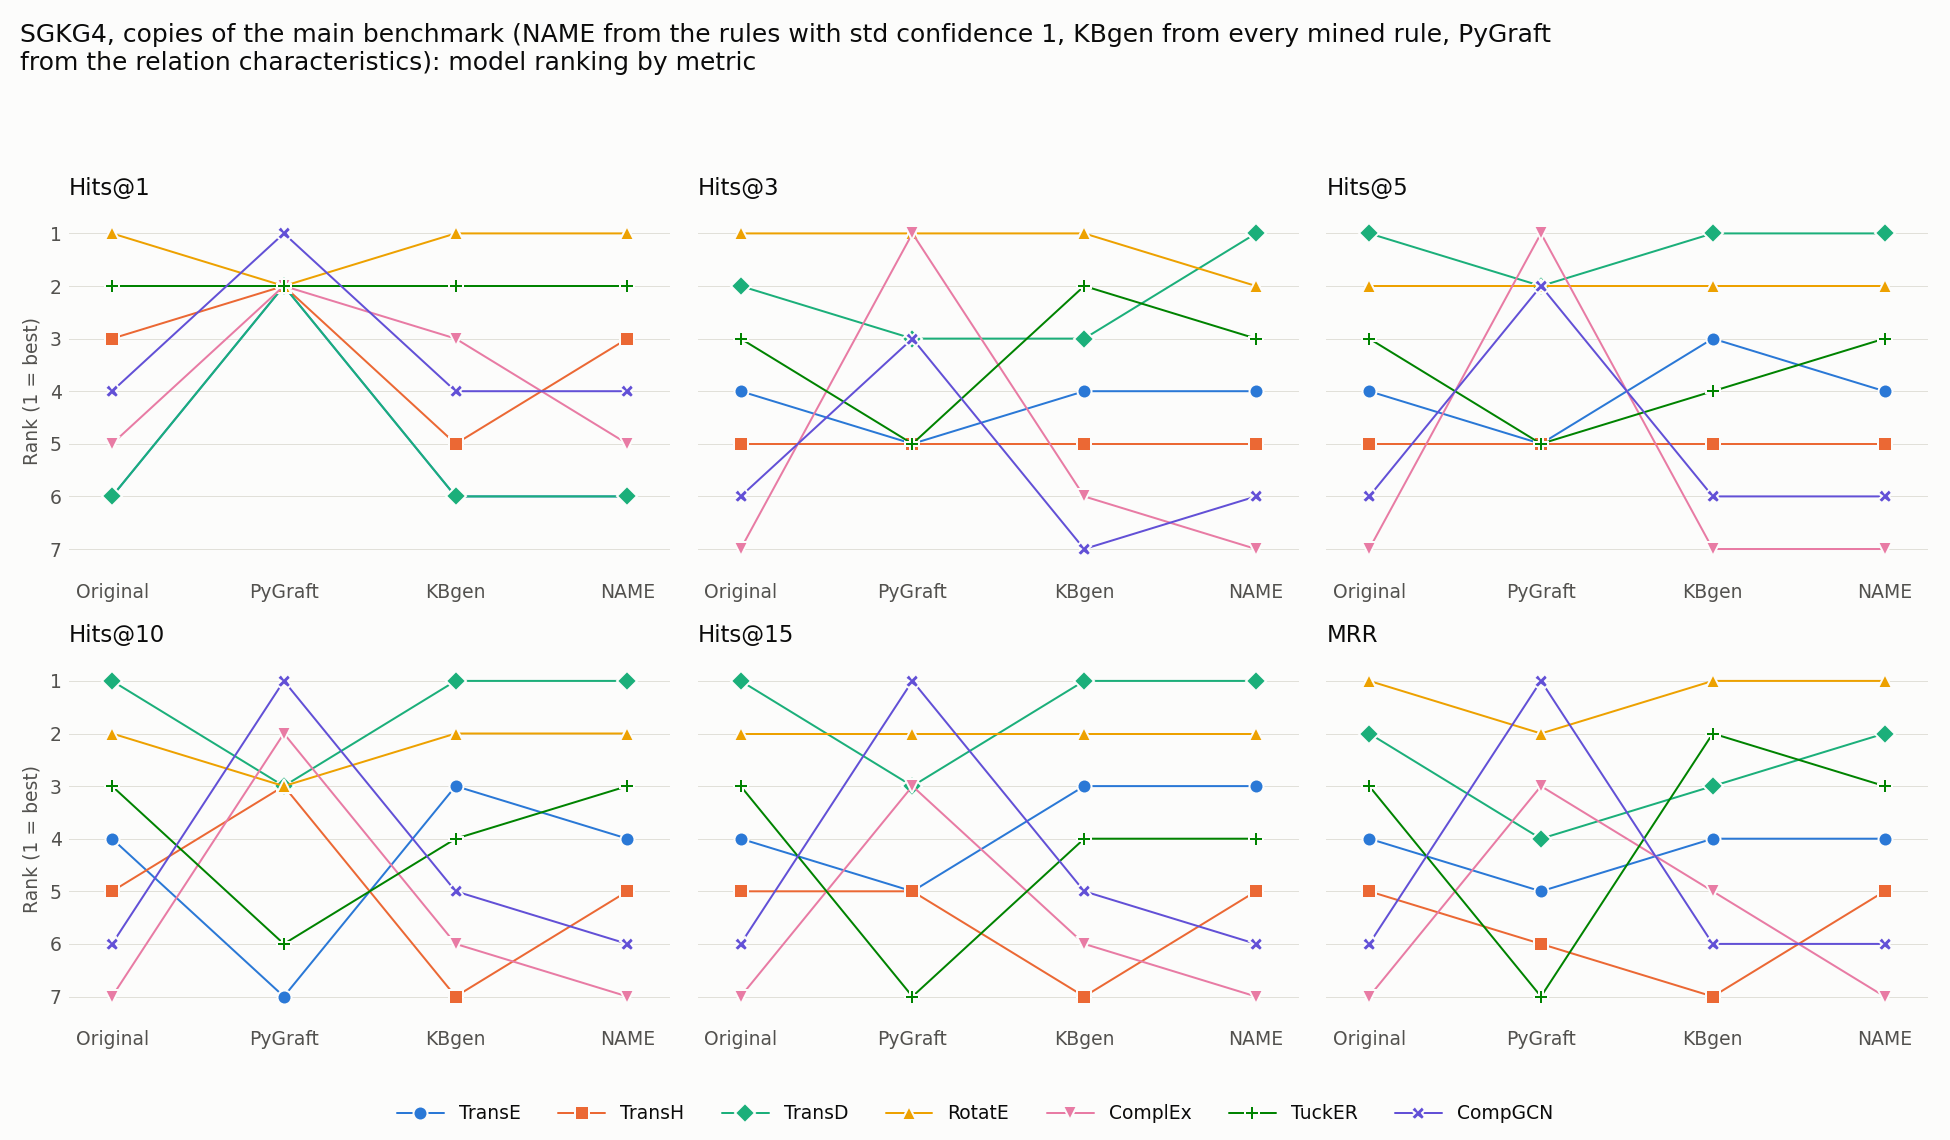 SGKG4, copies of the main benchmark (NAME from the rules with std confidence 1, KBgen from every mined rule, PyGraft
from the relation characteristics): model ranking by metric
Hits@1
Hits@3
Hits@5
Rank (1 = best)
1
2
3
4
5
6
7
Original PyGraft KBgen NAME
Original PyGraft KBgen NAME
Original PyGraft KBgen NAME
Hits@10
Hits@15
MRR
Rank (1 = best)
1
2
3
4
5
6
7
Original PyGraft KBgen NAME
Original PyGraft KBgen NAME
Original PyGraft KBgen NAME
TransE TransH TransD RotatE ComplEx TuckER CompGCN